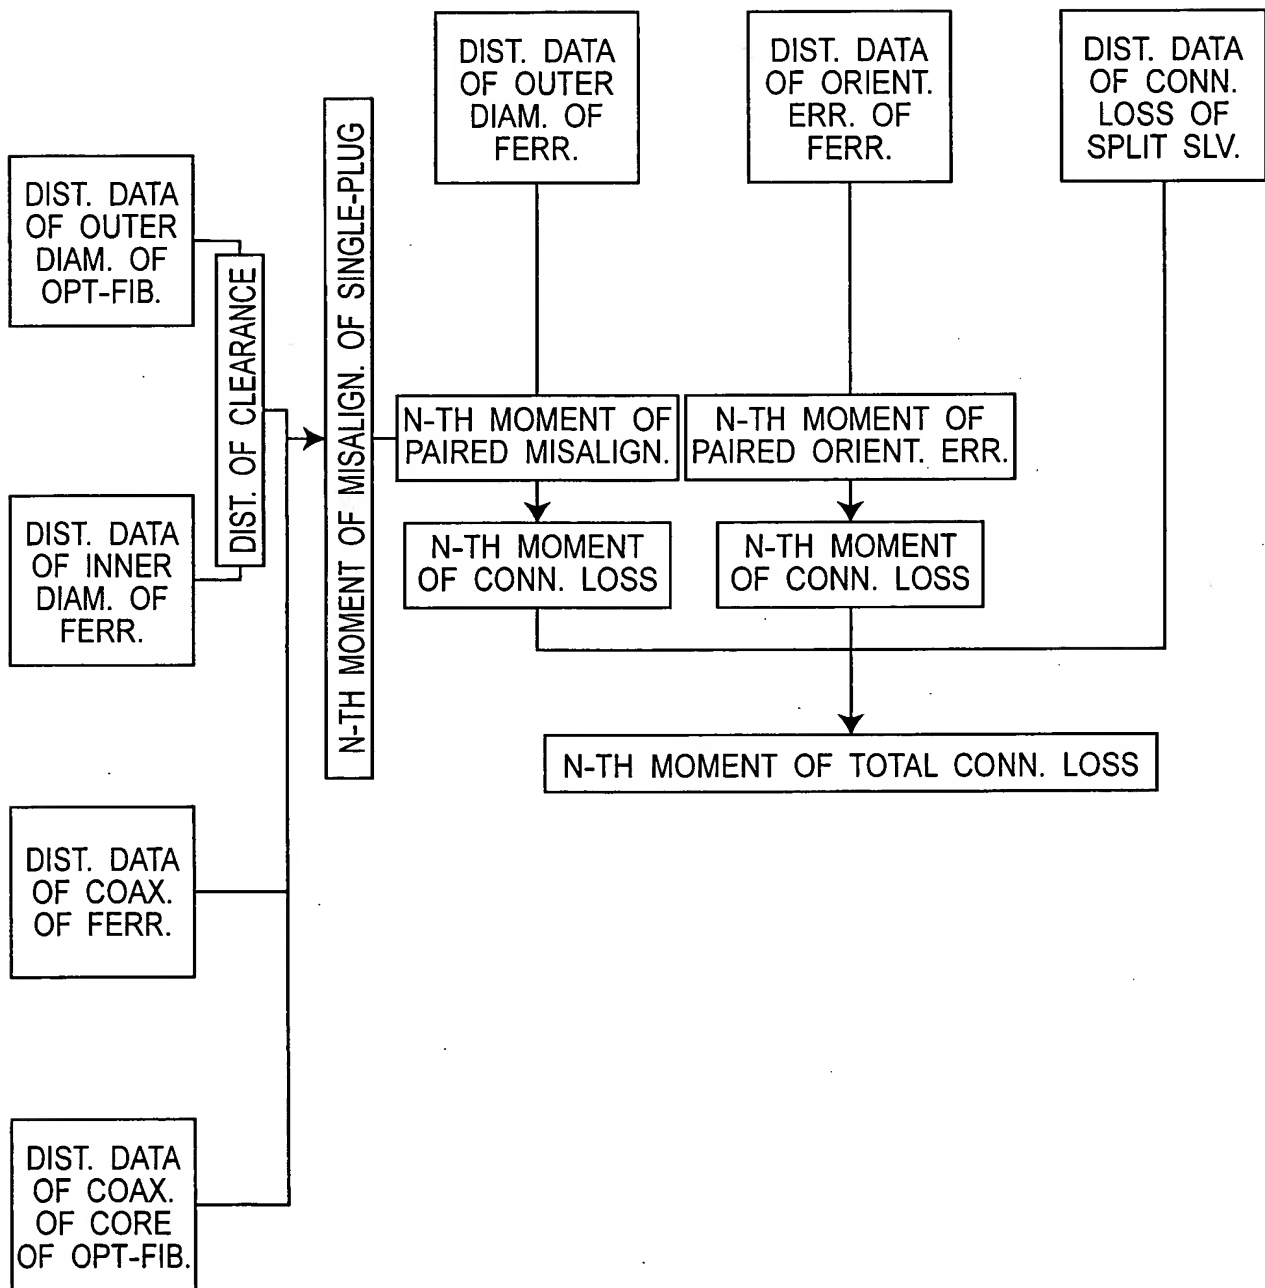 DIST. DATA
OF OUTER
DIAM. OF
FERR.
DIST. DATA
OF ORIENT.
ERR. OF
FERR.
DIST. DATA
OF CONN.
LOSS OF
SPLIT SLV.
DIST. DATA
OF OUTER
DIAM. OF
OPT-FIB.
DIST. OF CLEARANCE
N-TH MOMENT OF MISALIGN. OF SINGLE-PLUG
N-TH MOMENT OF
PAIRED MISALIGN.
N-TH MOMENT OF
PAIRED ORIENT. ERR.
DIST. DATA
OF INNER
DIAM. OF
FERR.
N-TH MOMENT
OF CONN. LOSS
N-TH MOMENT
OF CONN. LOSS
N-TH MOMENT OF TOTAL CONN. LOSS
DIST. DATA
OF COAX.
OF FERR.
DIST. DATA
OF COAX.
OF CORE
OF OPT-FIB.